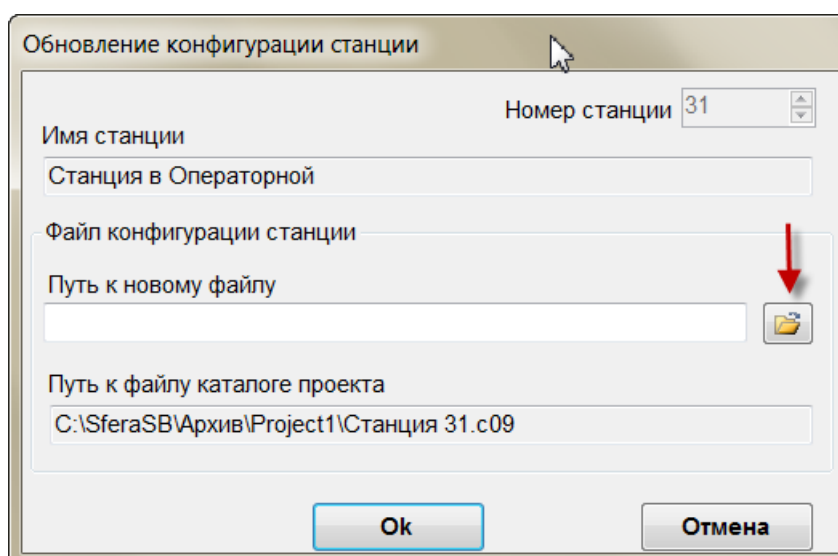 Обновление конфигурации станции
Номер станции 31
Имя станции
Станция в Операторной
Файл конфигурации станции
Путь к новому файлу
Путь к файлу каталоге проекта
C:\SferaSB\Архив\Project1\Станция 31.c09
Ok Отмена